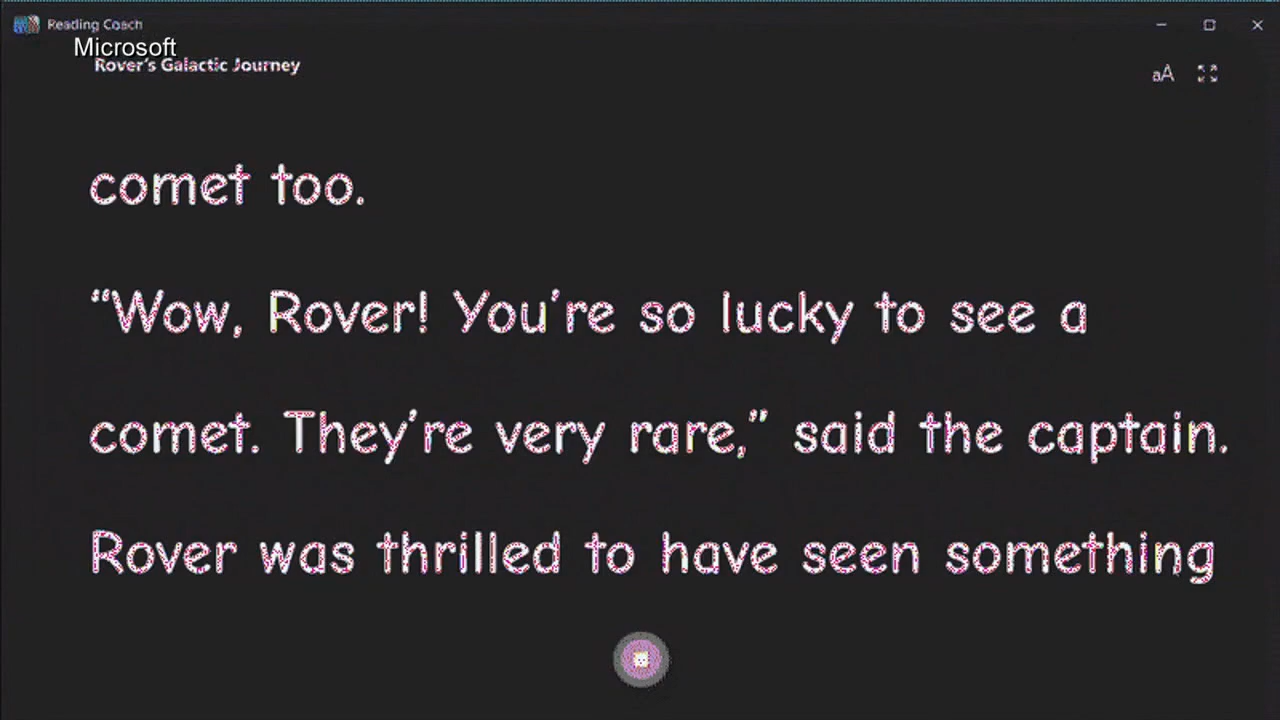 Reading Coach
Microsoft
Rover's Galactic Journey
aA
comet too.
“Wow, Rover! You're so lucky to see a
comet. They're very rare,” said the captain.
Rover was thrilled to have seen something